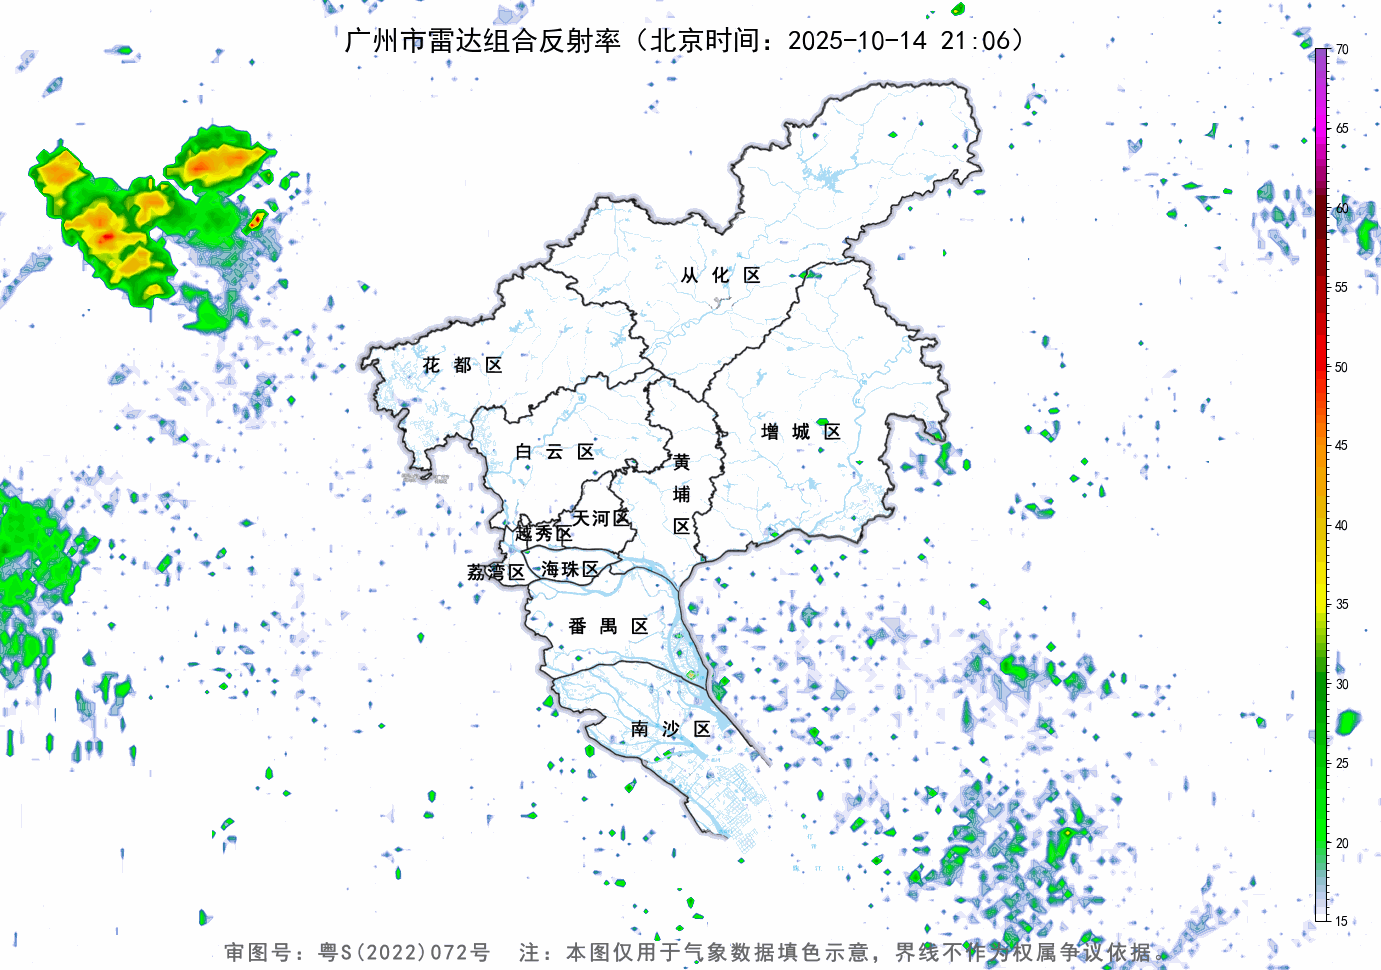 广州市雷达组合反射率（北京时间：2025-10-14 21:06）
70
65
60
55
50
45
40
35
30
25
20
15
从 化 区
花 都 区
增 城 区
白 云 区
黄
埔
区
天河区
越秀区
荔湾区
海珠区
番 禺 区
南 沙 区
审图号：粤S(2022)072号 注：本图仅用于气象数据填色示意，界线不作为权属争议依据。